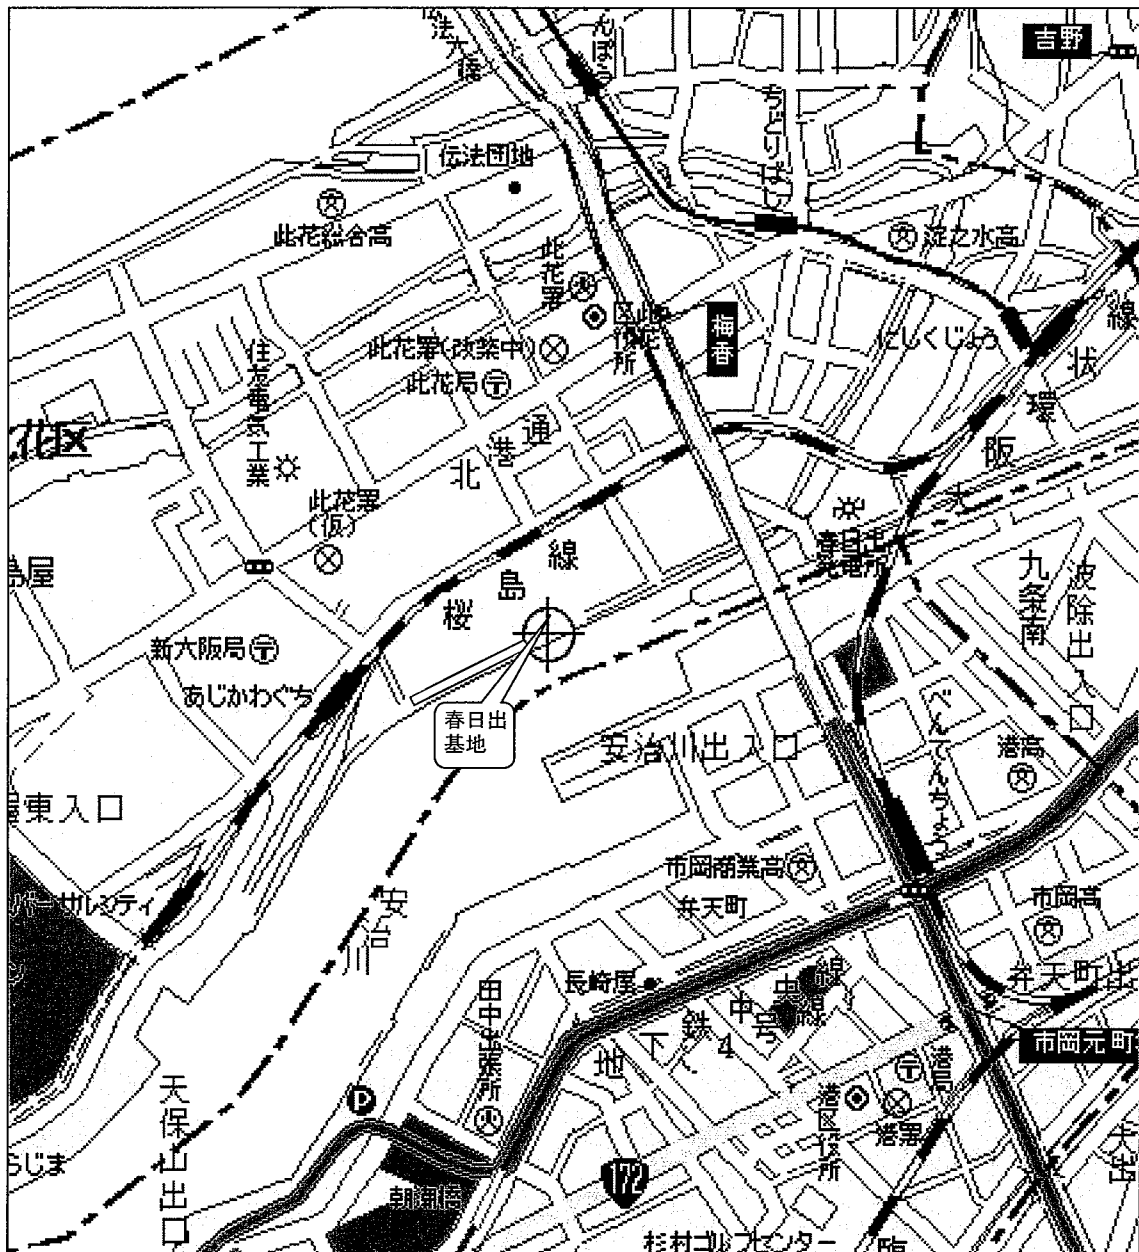 吉野
伝法団地
ちどりばし
此花総合高
淀之水高
此花署
此花区役所
梅香
にしくじょう
此花署(改築中)
此花局
住友電気工業
北港通
大阪環状線
此花署
(仮)
春日出
発電所
九条南
波除出入口
桜島線
新大阪局
あじかわぐち
春日出
基地
安治川出入口
べんてんちょう
港高
屋東入口
市岡商業高
弁天町
市岡高
安治川
長崎屋
弁天町出
田中出張所
地下鉄中央線
4号線
市岡元町
港局
港署
港区役所
天保山出口
らじま
P
朝潮橋
172
杉村ゴルフセンター